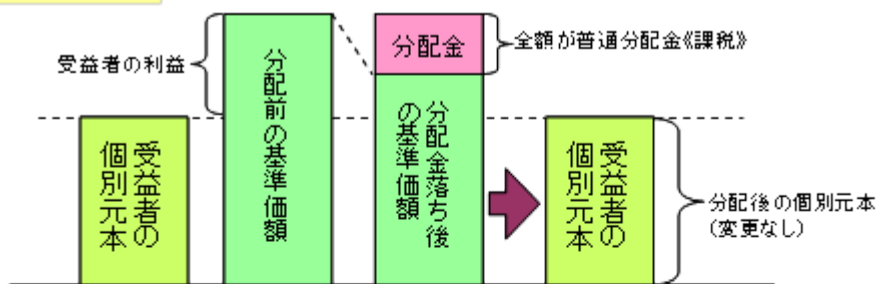 受益者の利益
受益者の
個別元本
分配前の基準価額
分配金
全額が普通分配金《課税》
分配金落ち後
の基準価額
受益者の
個別元本
分配後の個別元本
(変更なし)